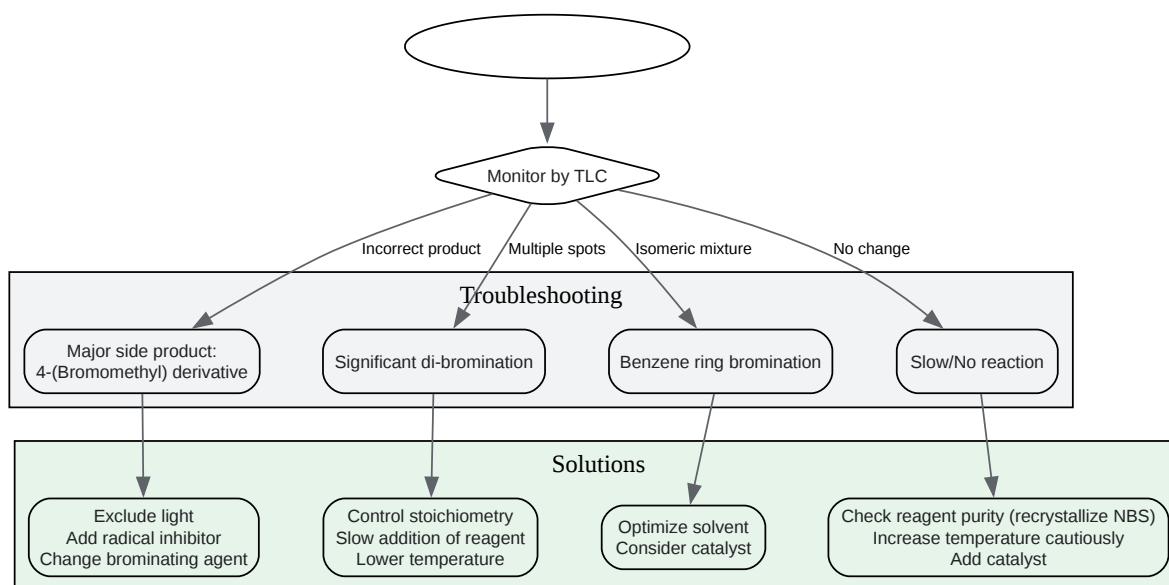 Monitor by TLC
Incorrect product
Multiple spots
Isomeric mixture
No change
Troubleshooting
Major side product:
4-(Bromomethyl) derivative
Significant di-bromination
Benzene ring bromination
Slow/No reaction
Solutions
Exclude light
Add radical inhibitor
Change brominating agent
Control stoichiometry
Slow addition of reagent
Lower temperature
Optimize solvent
Consider catalyst
Check reagent purity (recrystallize NBS)
Increase temperature cautiously
Add catalyst